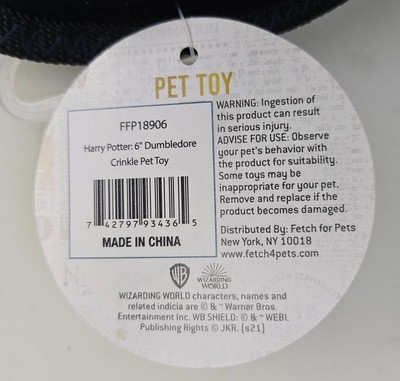 PET TOY
FFP18906
Harry Potter: 6" Dumbledore
Crinkle Pet Toy
7 42797 93436 5
MADE IN CHINA
WARNING: Ingestion of
this product can result
in serious injury.
ADVISE FOR USE: Observe
your pet's behavior with
the product for suitability.
Some toys may be
inappropriate for your pet.
Remove and replace if the
product becomes damaged.
Distributed By: Fetch for Pets
New York, NY 10018
www.fetch4pets.com
WB
WIZARDING
WORLD
WIZARDING WORLD characters, names and
related indicia are © & ™ Warner Bros.
Entertainment Inc. WB SHIELD: © & ™ WBEI.
Publishing Rights © JKR. (s21)